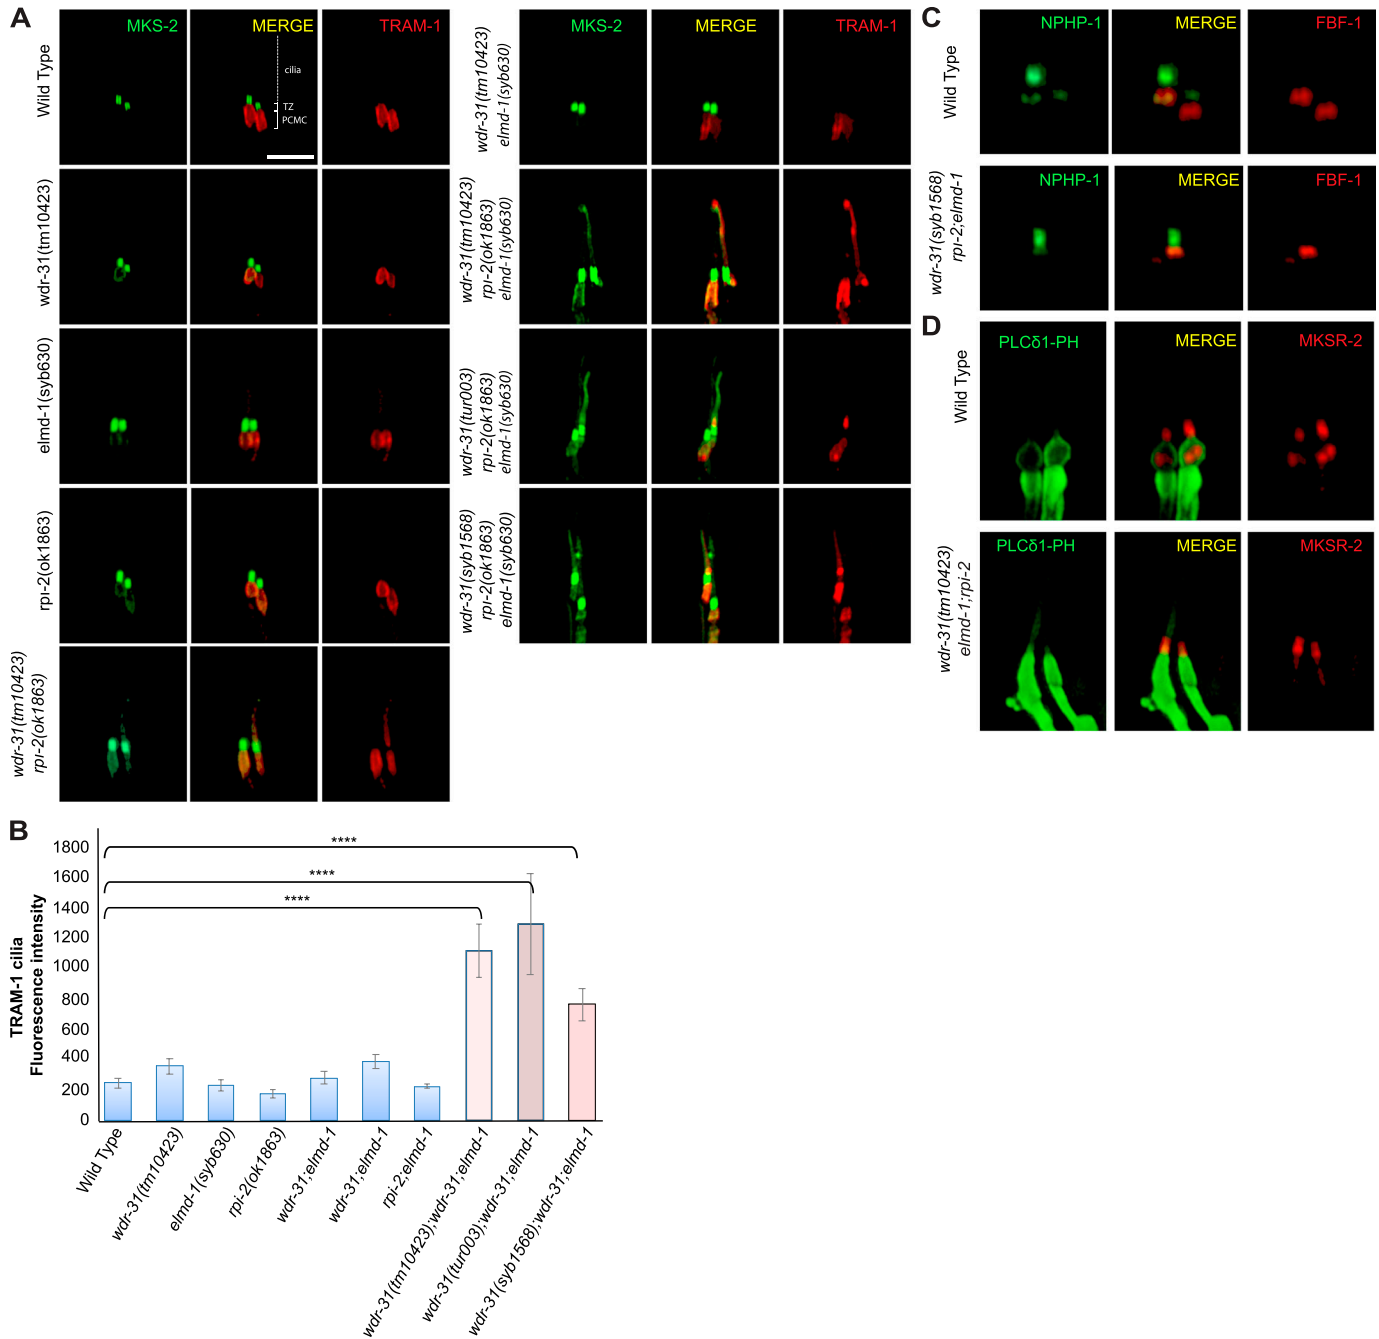 A
MKS-2 MERGE TRAM-1
Wild Type
cilia
TZ
PCMC
wdr-31(tm10423)
elmd-1(syb630)
rpı-2(ok1863)
wdr-31(tm10423)
rpı-2(ok1863)
MKS-2 MERGE TRAM-1
wdr-31(tm10423)
elmd-1(syb630)
wdr-31(tm10423)
rpı-2(ok1863)
elmd-1(syb630)
wdr-31(tur003)
rpı-2(ok1863)
elmd-1(syb630)
wdr-31(syb1568)
rpı-2(ok1863)
elmd-1(syb630)
C
NPHP-1 MERGE FBF-1
Wild Type
NPHP-1 MERGE FBF-1
wdr-31(syb1568)
rpı-2;elmd-1
D
PLCδ1-PH MERGE MKSR-2
Wild Type
PLCδ1-PH MERGE MKSR-2
wdr-31(tm10423)
elmd-1;rpı-2
B
TRAM-1 cilia
Fluorescence intensity
1800
1600
1400
1200
1000
800
600
400
200
0
****
****
****
Wild Type
wdr-31(tm10423)
elmd-1(syb630)
rpi-2(ok1863)
wdr-31;elmd-1
wdr-31;elmd-1
rpi-2;elmd-1
wdr-31(tm10423);wdr-31;elmd-1
wdr-31(tur003);wdr-31;elmd-1
wdr-31(syb1568);wdr-31;elmd-1